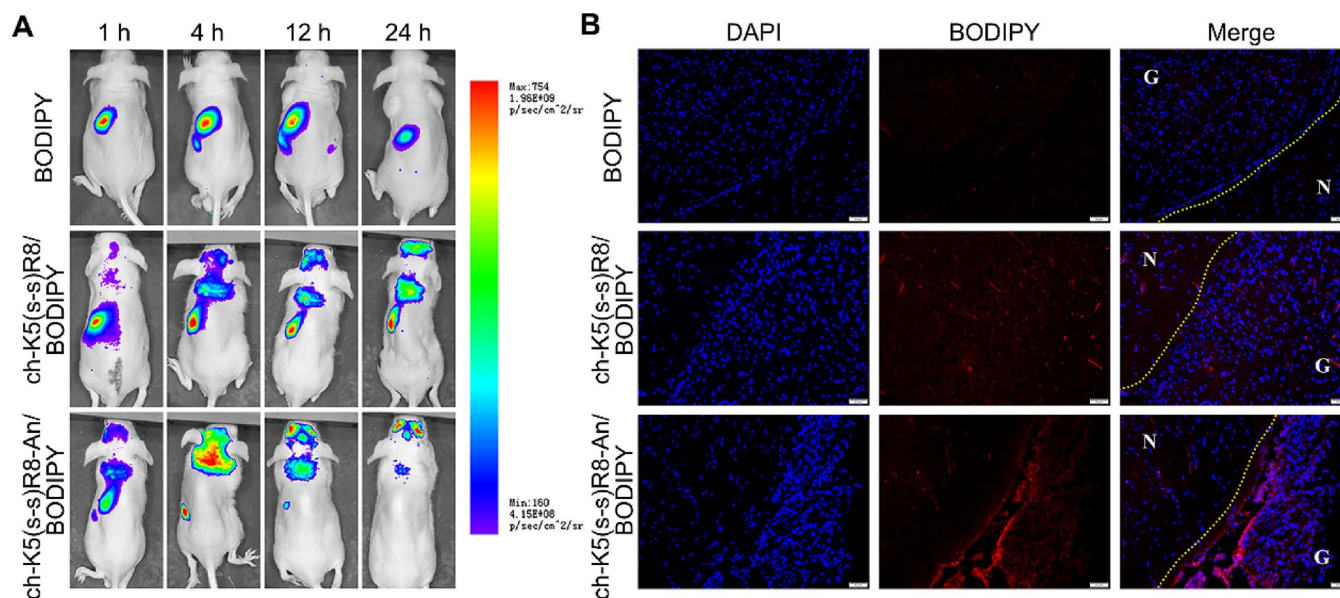 A
1 h
4 h
12 h
24 h
BODIPY
ch-K5(s-s)R8/
BODIPY
ch-K5(s-s)R8-An/
BODIPY
Max:754
1.96E+09
p/sec/cm^2/sr
Min:160
4.15E+08
p/sec/cm^2/sr
B
DAPI
BODIPY
Merge
BODIPY
G
N
ch-K5(s-s)R8/
BODIPY
N
G
ch-K5(s-s)R8-An/
BODIPY
N
G